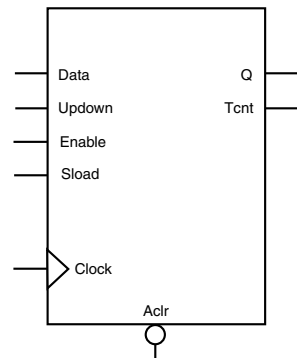 Data
Q
Updown
Tcnt
Enable
Sload
Clock
Aclr